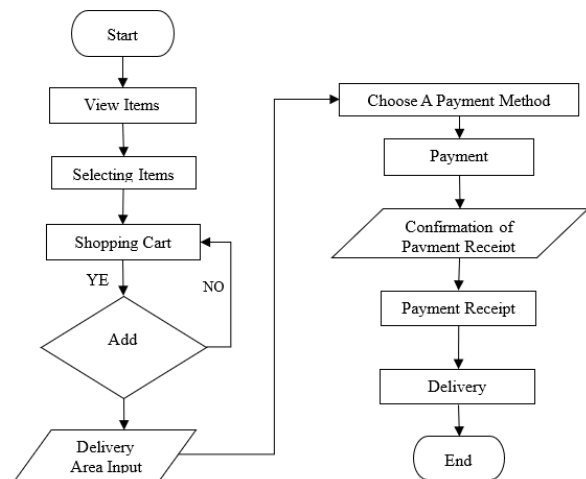 Start
View Items
Selecting Items
Shopping Cart
YE
NO
Add
Delivery
Area Input
Choose A Payment Method
Payment
Confirmation of
Payment Receipt
Payment Receipt
Delivery
End